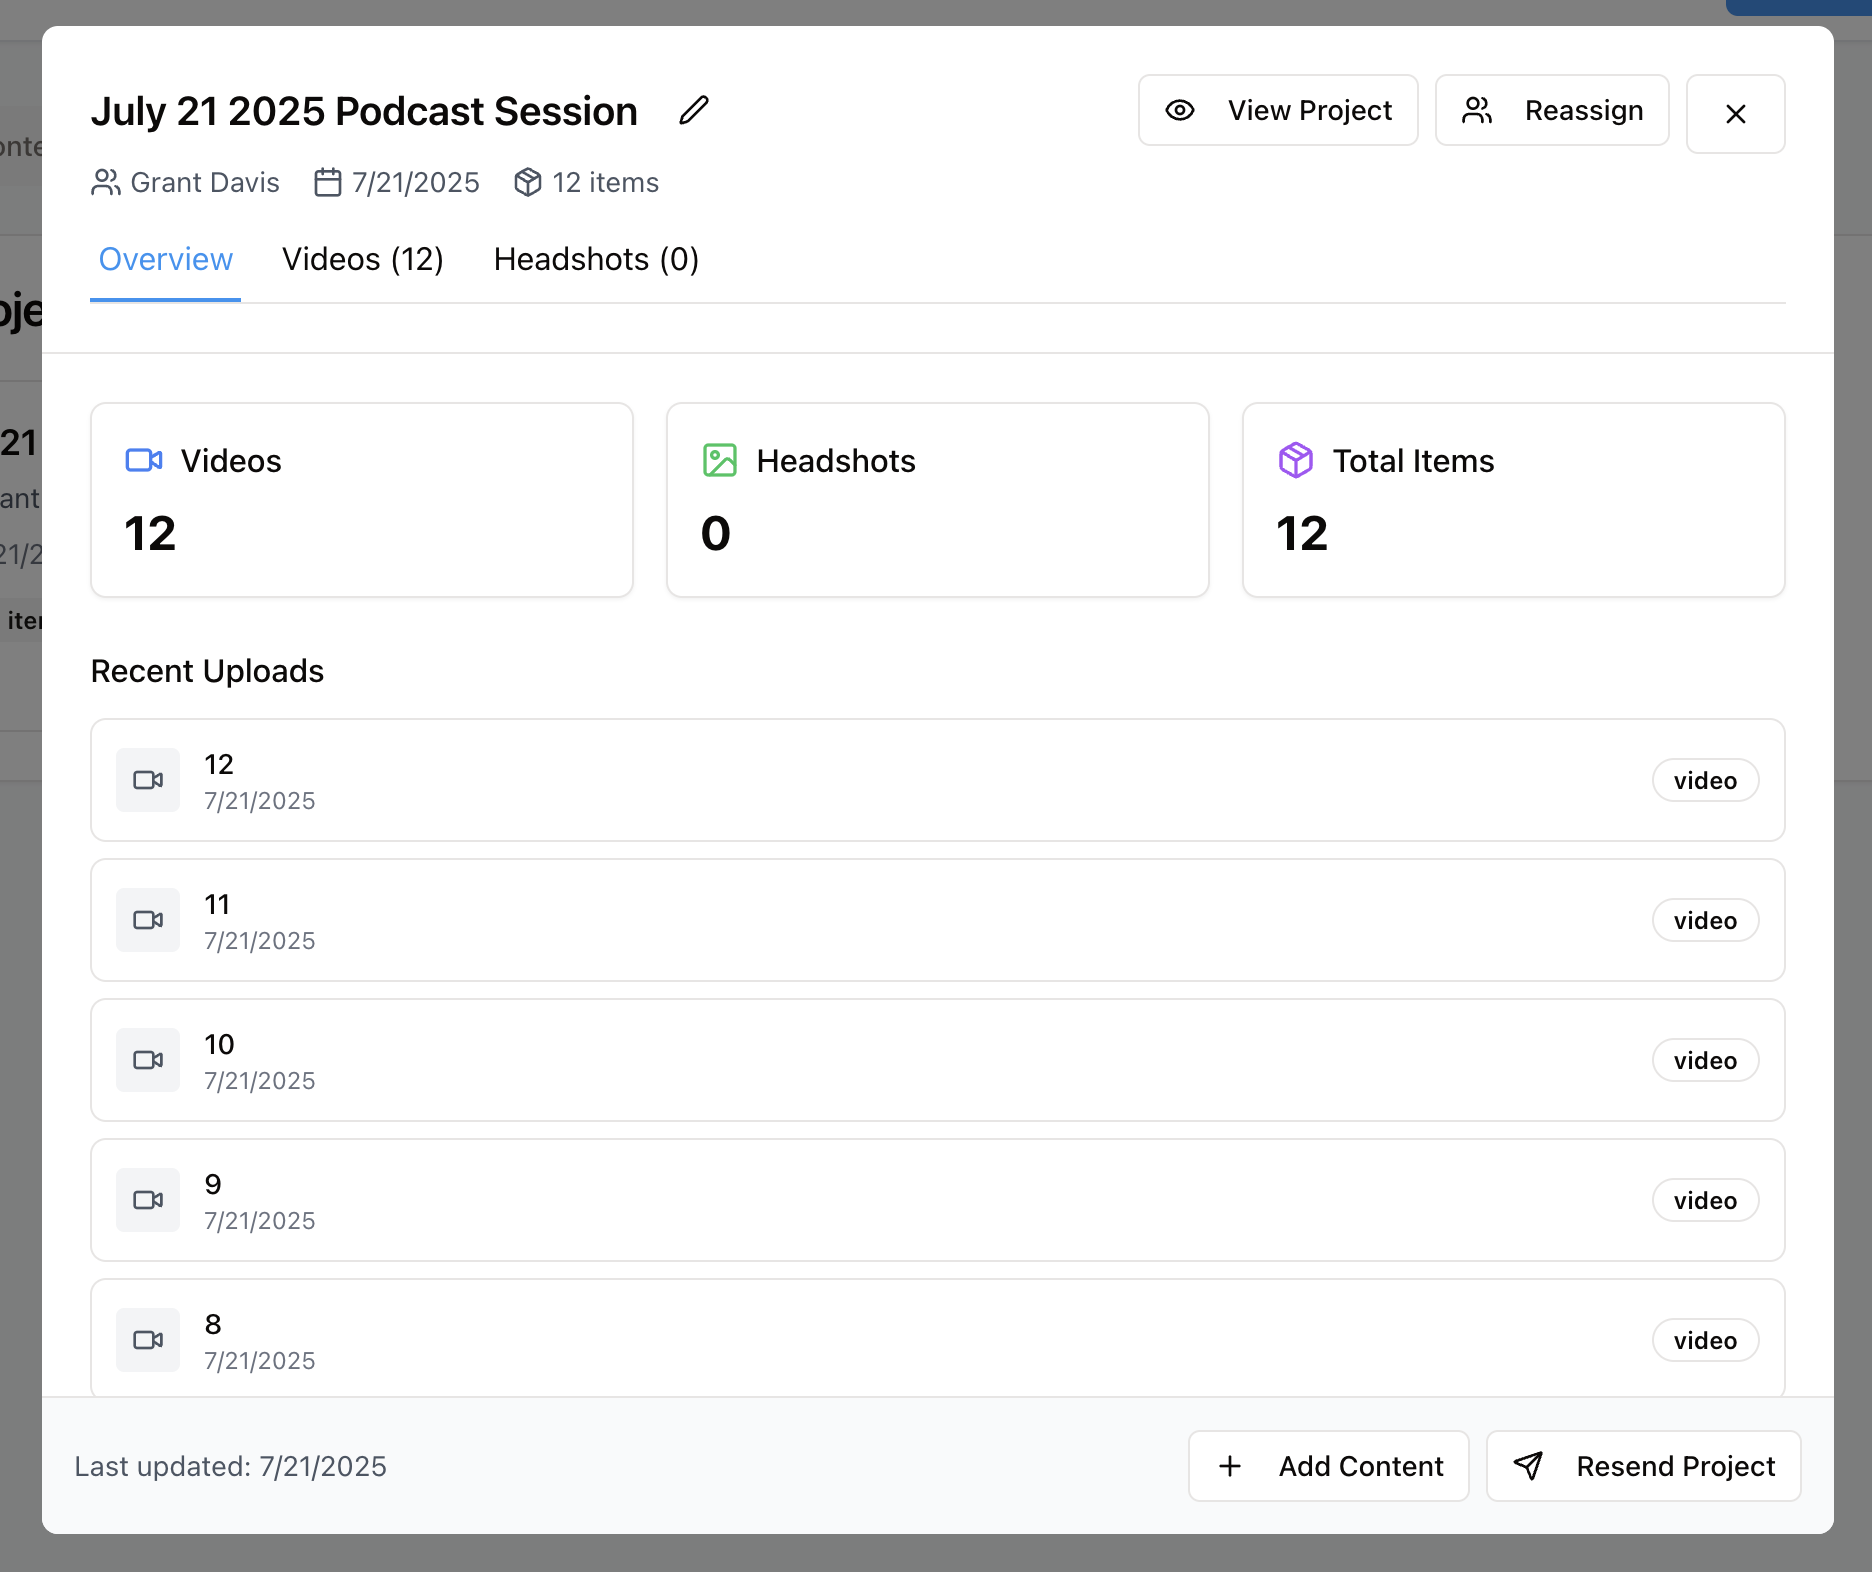 July 21 2025 Podcast Session
View Project
Reassign
Grant Davis 7/21/2025 12 items
Overview Videos (12) Headshots (0)
Videos
12
Headshots
0
Total Items
12
Recent Uploads
12
7/21/2025
video
11
7/21/2025
video
10
7/21/2025
video
9
7/21/2025
video
8
7/21/2025
video
Last updated: 7/21/2025
Add Content
Resend Project
21